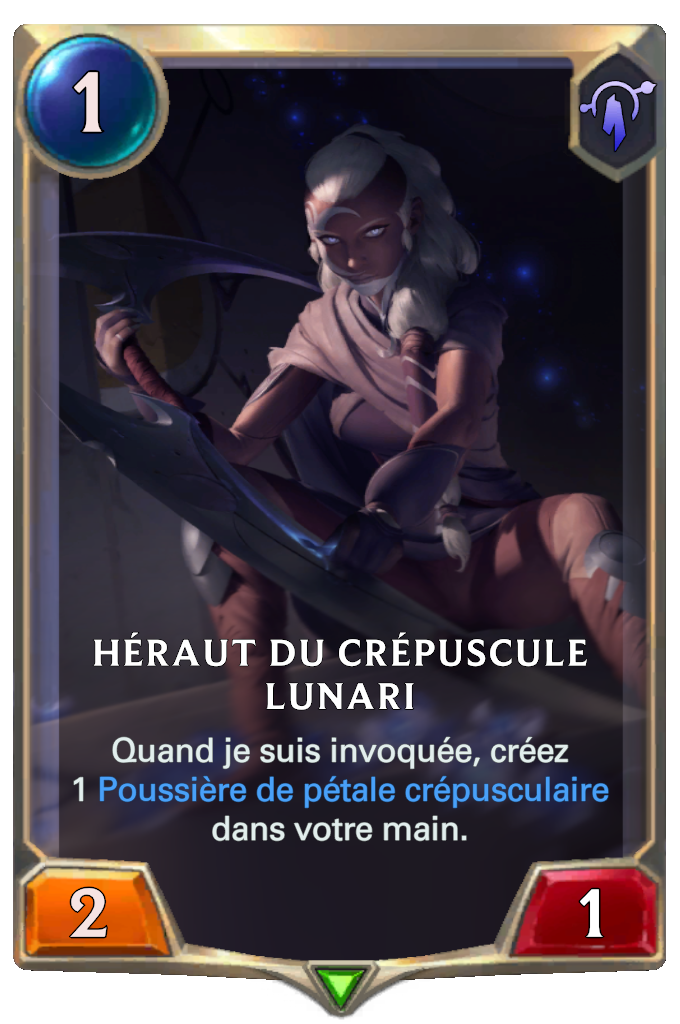 1
HÉRAUT DU CRÉPUSCULE
LUNARI
Quand je suis invoquée, créez
1 Poussière de pétale crépusculaire
dans votre main.
2
1